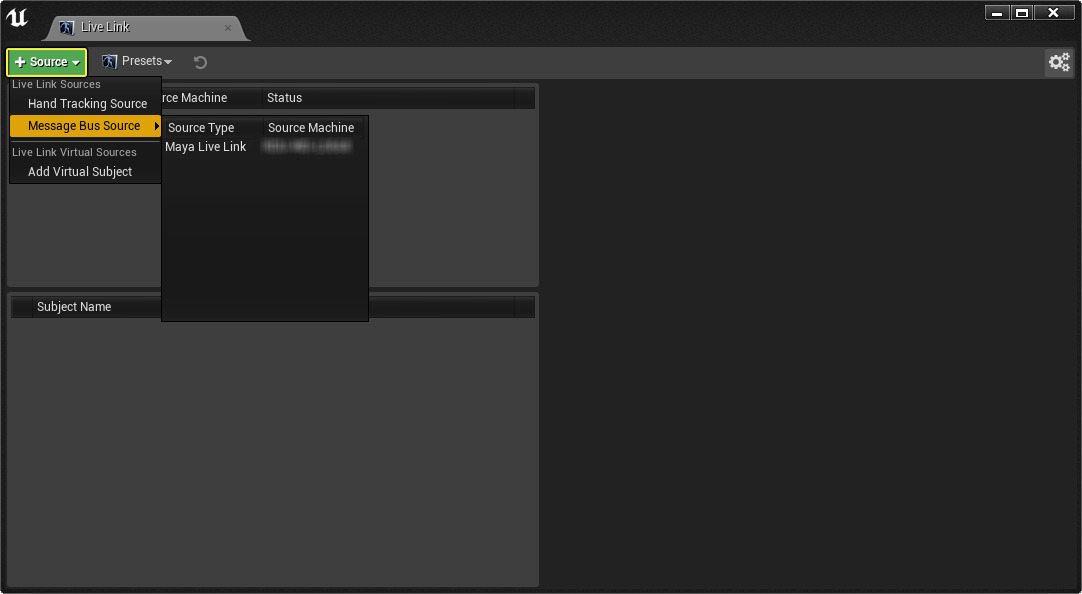 Live Link
Source
Presets
Live Link Sources
Hand Tracking Source
Message Bus Source
Live Link Virtual Sources
Add Virtual Subject
rce Machine Status
Source Type Source Machine
Maya Live Link
Subject Name